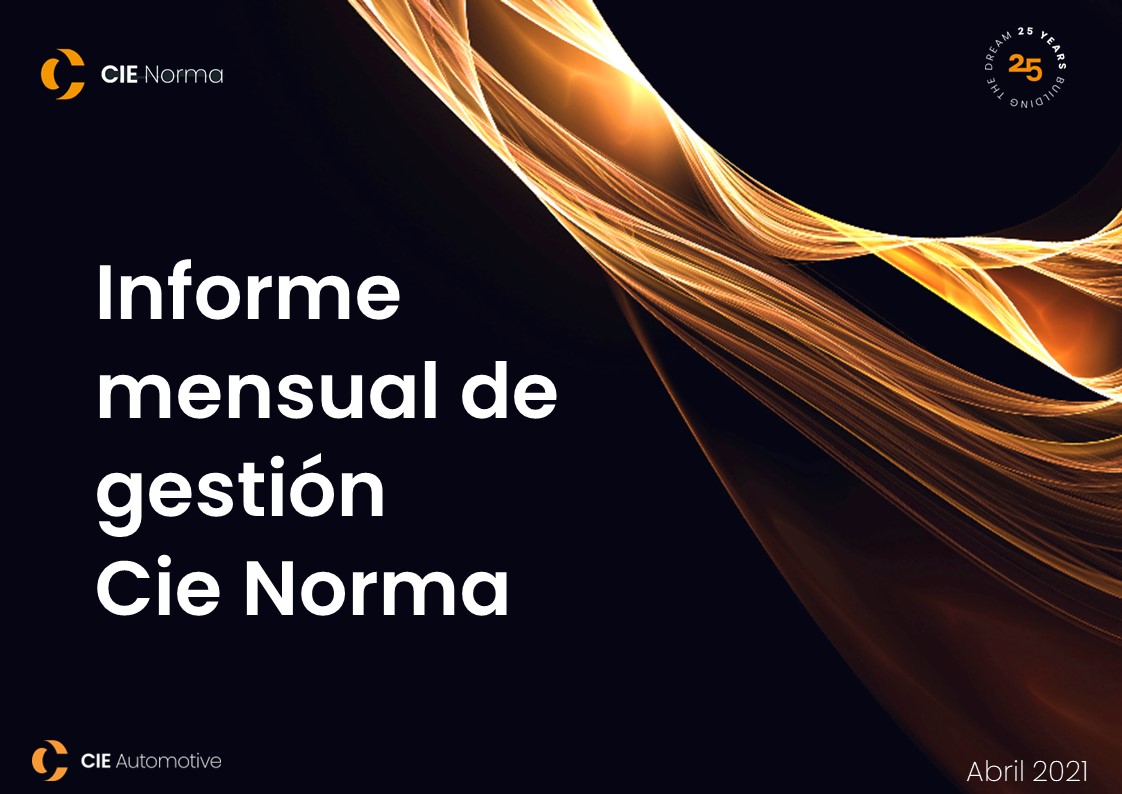 CIE Norma
25 YEARS BUILDING THE DREAM
25
Informe
mensual de
gestión
Cie Norma
CIE Automotive
Abril 2021